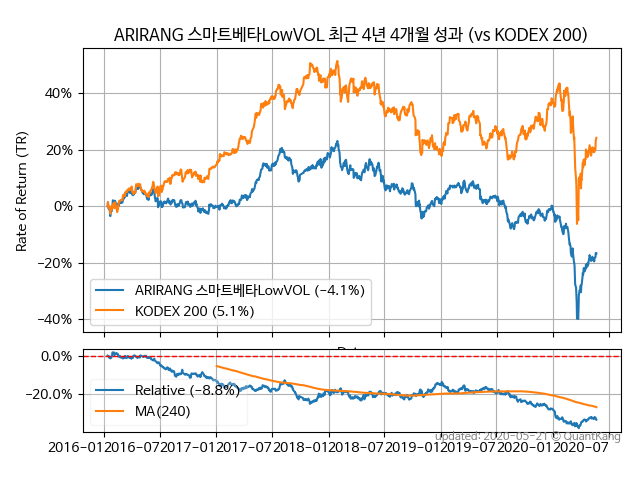 ARIRANG 스마트베타LowVOL 최근 4년 4개월 성과 (vs KODEX 200)
Rate of Return (TR)
40%
20%
0%
−20%
−40%
ARIRANG 스마트베타LowVOL (−4.1%)
KODEX 200 (5.1%)
0.0%
−20.0%
Relative (−8.8%)
MA(240)
Updated: 2020-05-21 © QuantKang
2016-01 2016-07 2017-01 2017-07 2018-01 2018-07 2019-01 2019-07 2020-01 2020-07